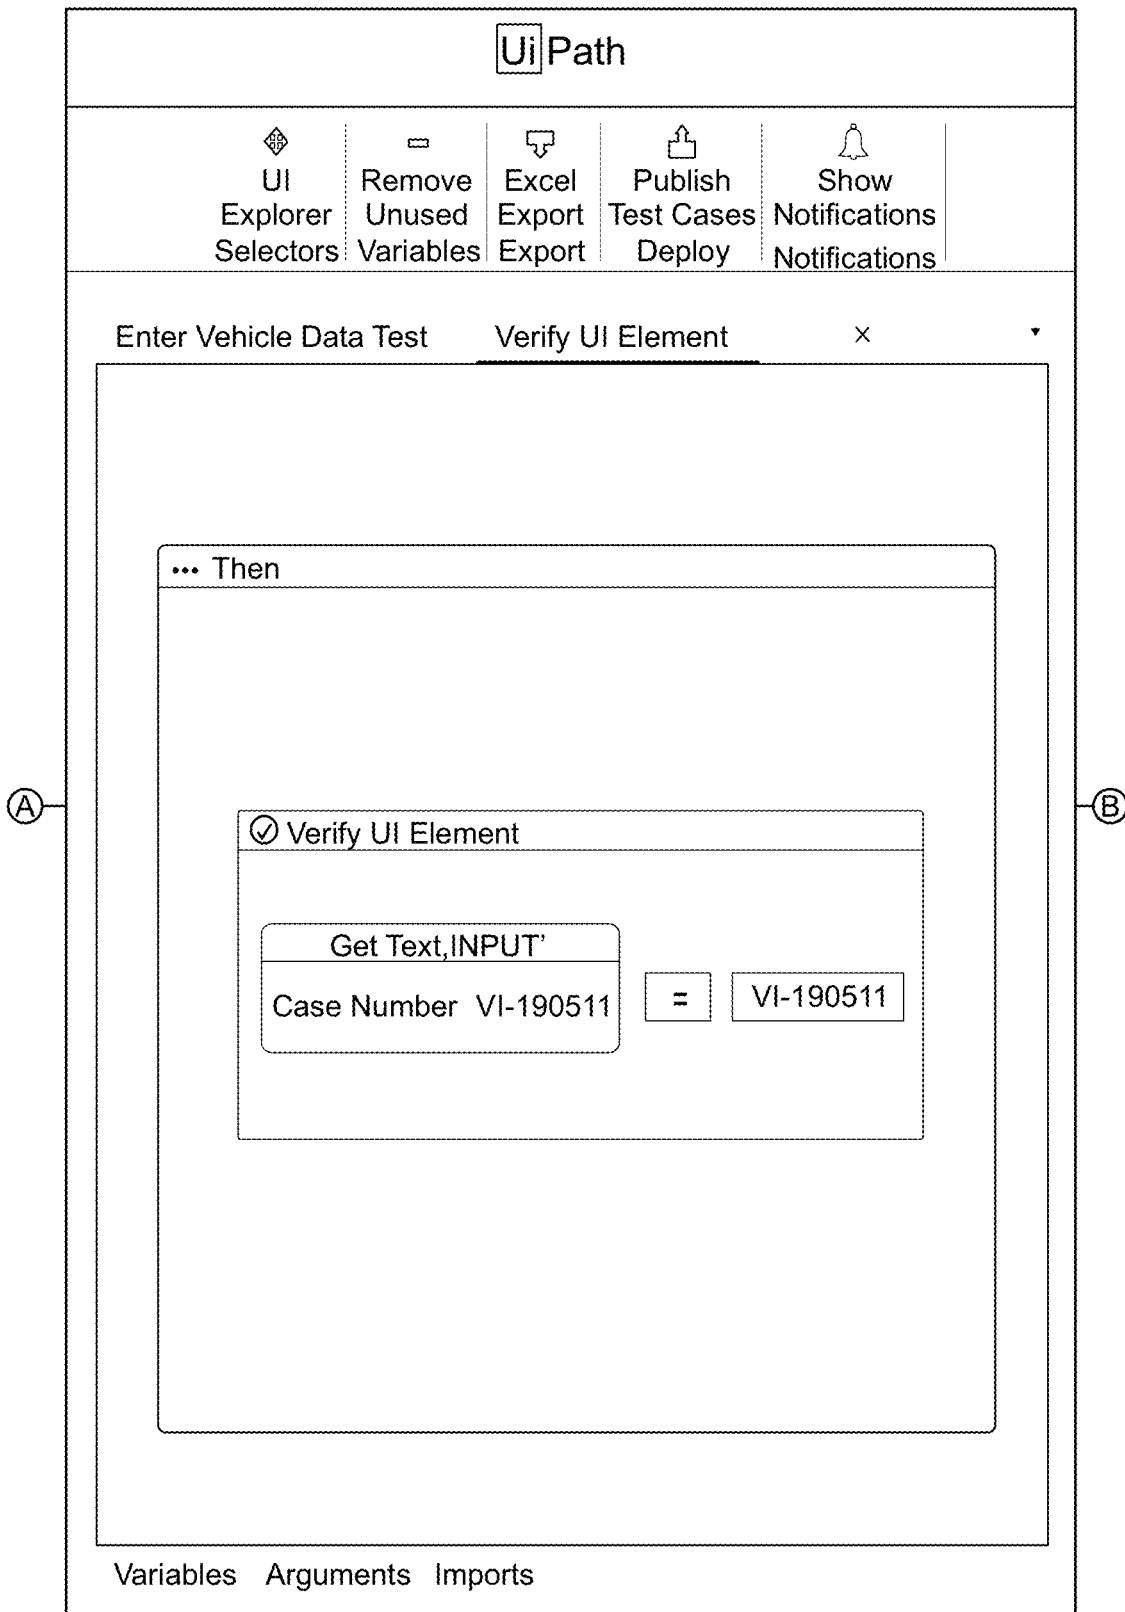 UiPath
UI Explorer Selectors
Remove Unused Variables
Excel Export Export
Publish Test Cases Deploy
Show Notifications Notifications
Enter Vehicle Data Test Verify UI Element X
••• Then
A
B
Verify UI Element
Get Text,INPUT’
Case Number VI-190511 = VI-190511
Variables Arguments Imports